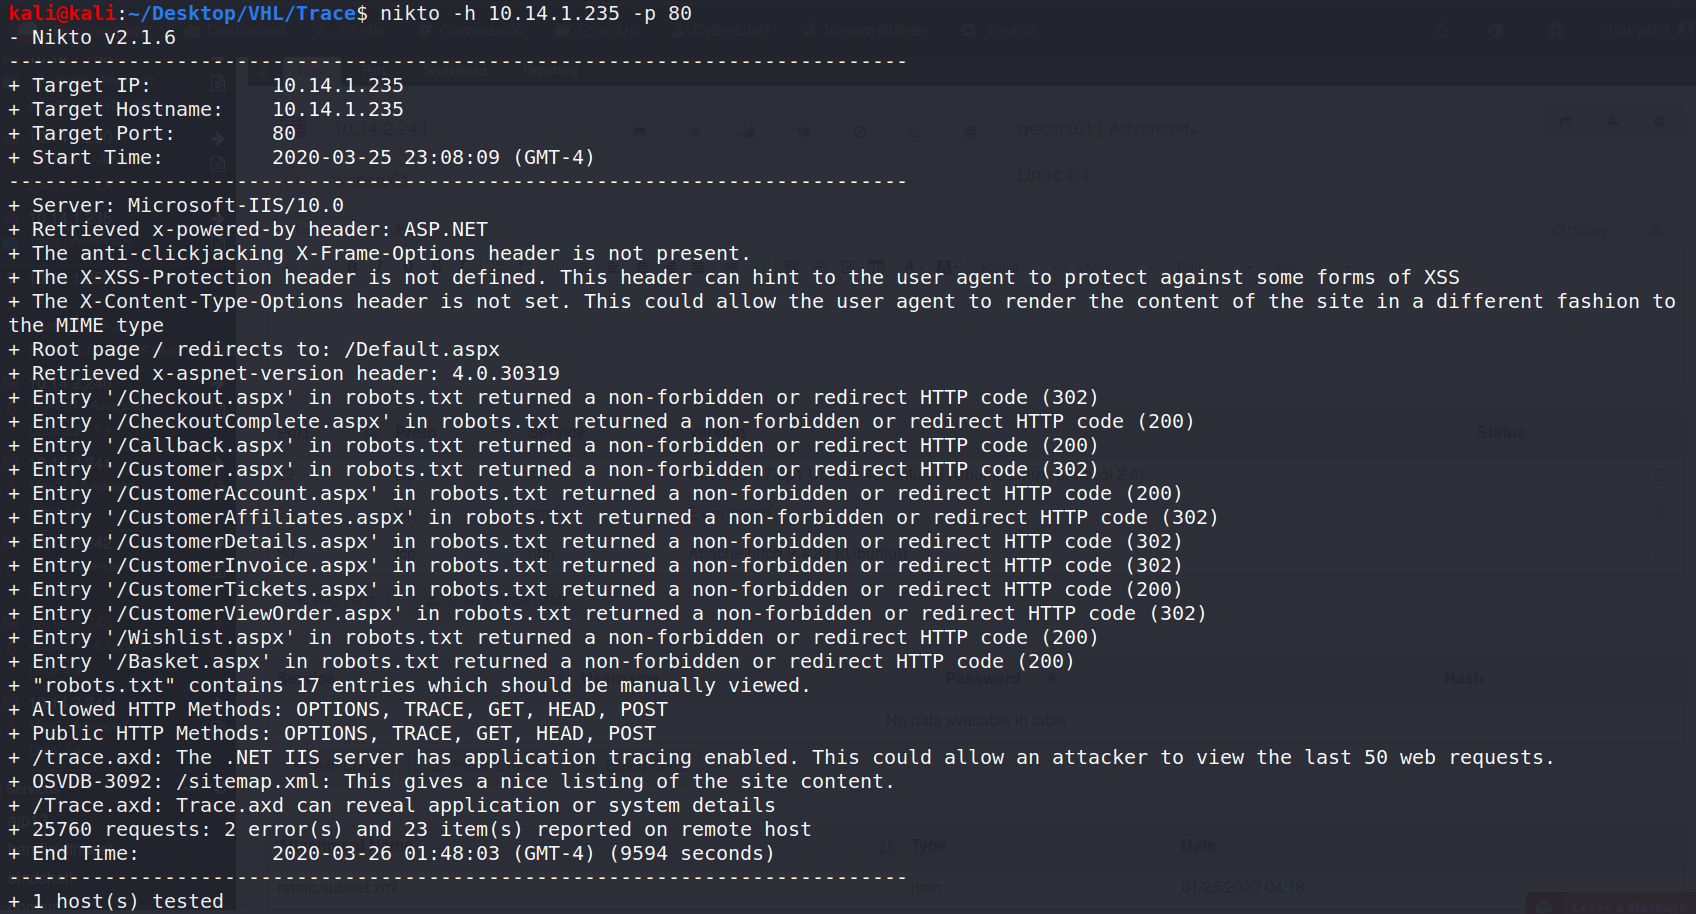 kali@kali:~/Desktop/VHL/Trace$ nikto -h 10.14.1.235 -p 80
- Nikto v2.1.6
---------------------------------------------------------------------------
+ Target IP:          10.14.1.235
+ Target Hostname:    10.14.1.235
+ Target Port:        80
+ Start Time:         2020-03-25 23:08:09 (GMT-4)
---------------------------------------------------------------------------
+ Server: Microsoft-IIS/10.0
+ Retrieved x-powered-by header: ASP.NET
+ The anti-clickjacking X-Frame-Options header is not present.
+ The X-XSS-Protection header is not defined. This header can hint to the user agent to protect against some forms of XSS
+ The X-Content-Type-Options header is not set. This could allow the user agent to render the content of the site in a different fashion to
the MIME type
+ Root page / redirects to: /Default.aspx
+ Retrieved x-aspnet-version header: 4.0.30319
+ Entry '/Checkout.aspx' in robots.txt returned a non-forbidden or redirect HTTP code (302)
+ Entry '/CheckoutComplete.aspx' in robots.txt returned a non-forbidden or redirect HTTP code (200)
+ Entry '/Callback.aspx' in robots.txt returned a non-forbidden or redirect HTTP code (200)
+ Entry '/Customer.aspx' in robots.txt returned a non-forbidden or redirect HTTP code (302)
+ Entry '/CustomerAccount.aspx' in robots.txt returned a non-forbidden or redirect HTTP code (200)
+ Entry '/CustomerAffiliates.aspx' in robots.txt returned a non-forbidden or redirect HTTP code (302)
+ Entry '/CustomerDetails.aspx' in robots.txt returned a non-forbidden or redirect HTTP code (302)
+ Entry '/CustomerInvoice.aspx' in robots.txt returned a non-forbidden or redirect HTTP code (302)
+ Entry '/CustomerTickets.aspx' in robots.txt returned a non-forbidden or redirect HTTP code (200)
+ Entry '/CustomerViewOrder.aspx' in robots.txt returned a non-forbidden or redirect HTTP code (302)
+ Entry '/Wishlist.aspx' in robots.txt returned a non-forbidden or redirect HTTP code (200)
+ Entry '/Basket.aspx' in robots.txt returned a non-forbidden or redirect HTTP code (200)
+ "robots.txt" contains 17 entries which should be manually viewed.
+ Allowed HTTP Methods: OPTIONS, TRACE, GET, HEAD, POST
+ Public HTTP Methods: OPTIONS, TRACE, GET, HEAD, POST
+ /trace.axd: The .NET IIS server has application tracing enabled. This could allow an attacker to view the last 50 web requests.
+ OSVDB-3092: /sitemap.xml: This gives a nice listing of the site content.
+ /Trace.axd: Trace.axd can reveal application or system details
+ 25760 requests: 2 error(s) and 23 item(s) reported on remote host
+ End Time:           2020-03-26 01:48:03 (GMT-4) (9594 seconds)
---------------------------------------------------------------------------
+ 1 host(s) tested